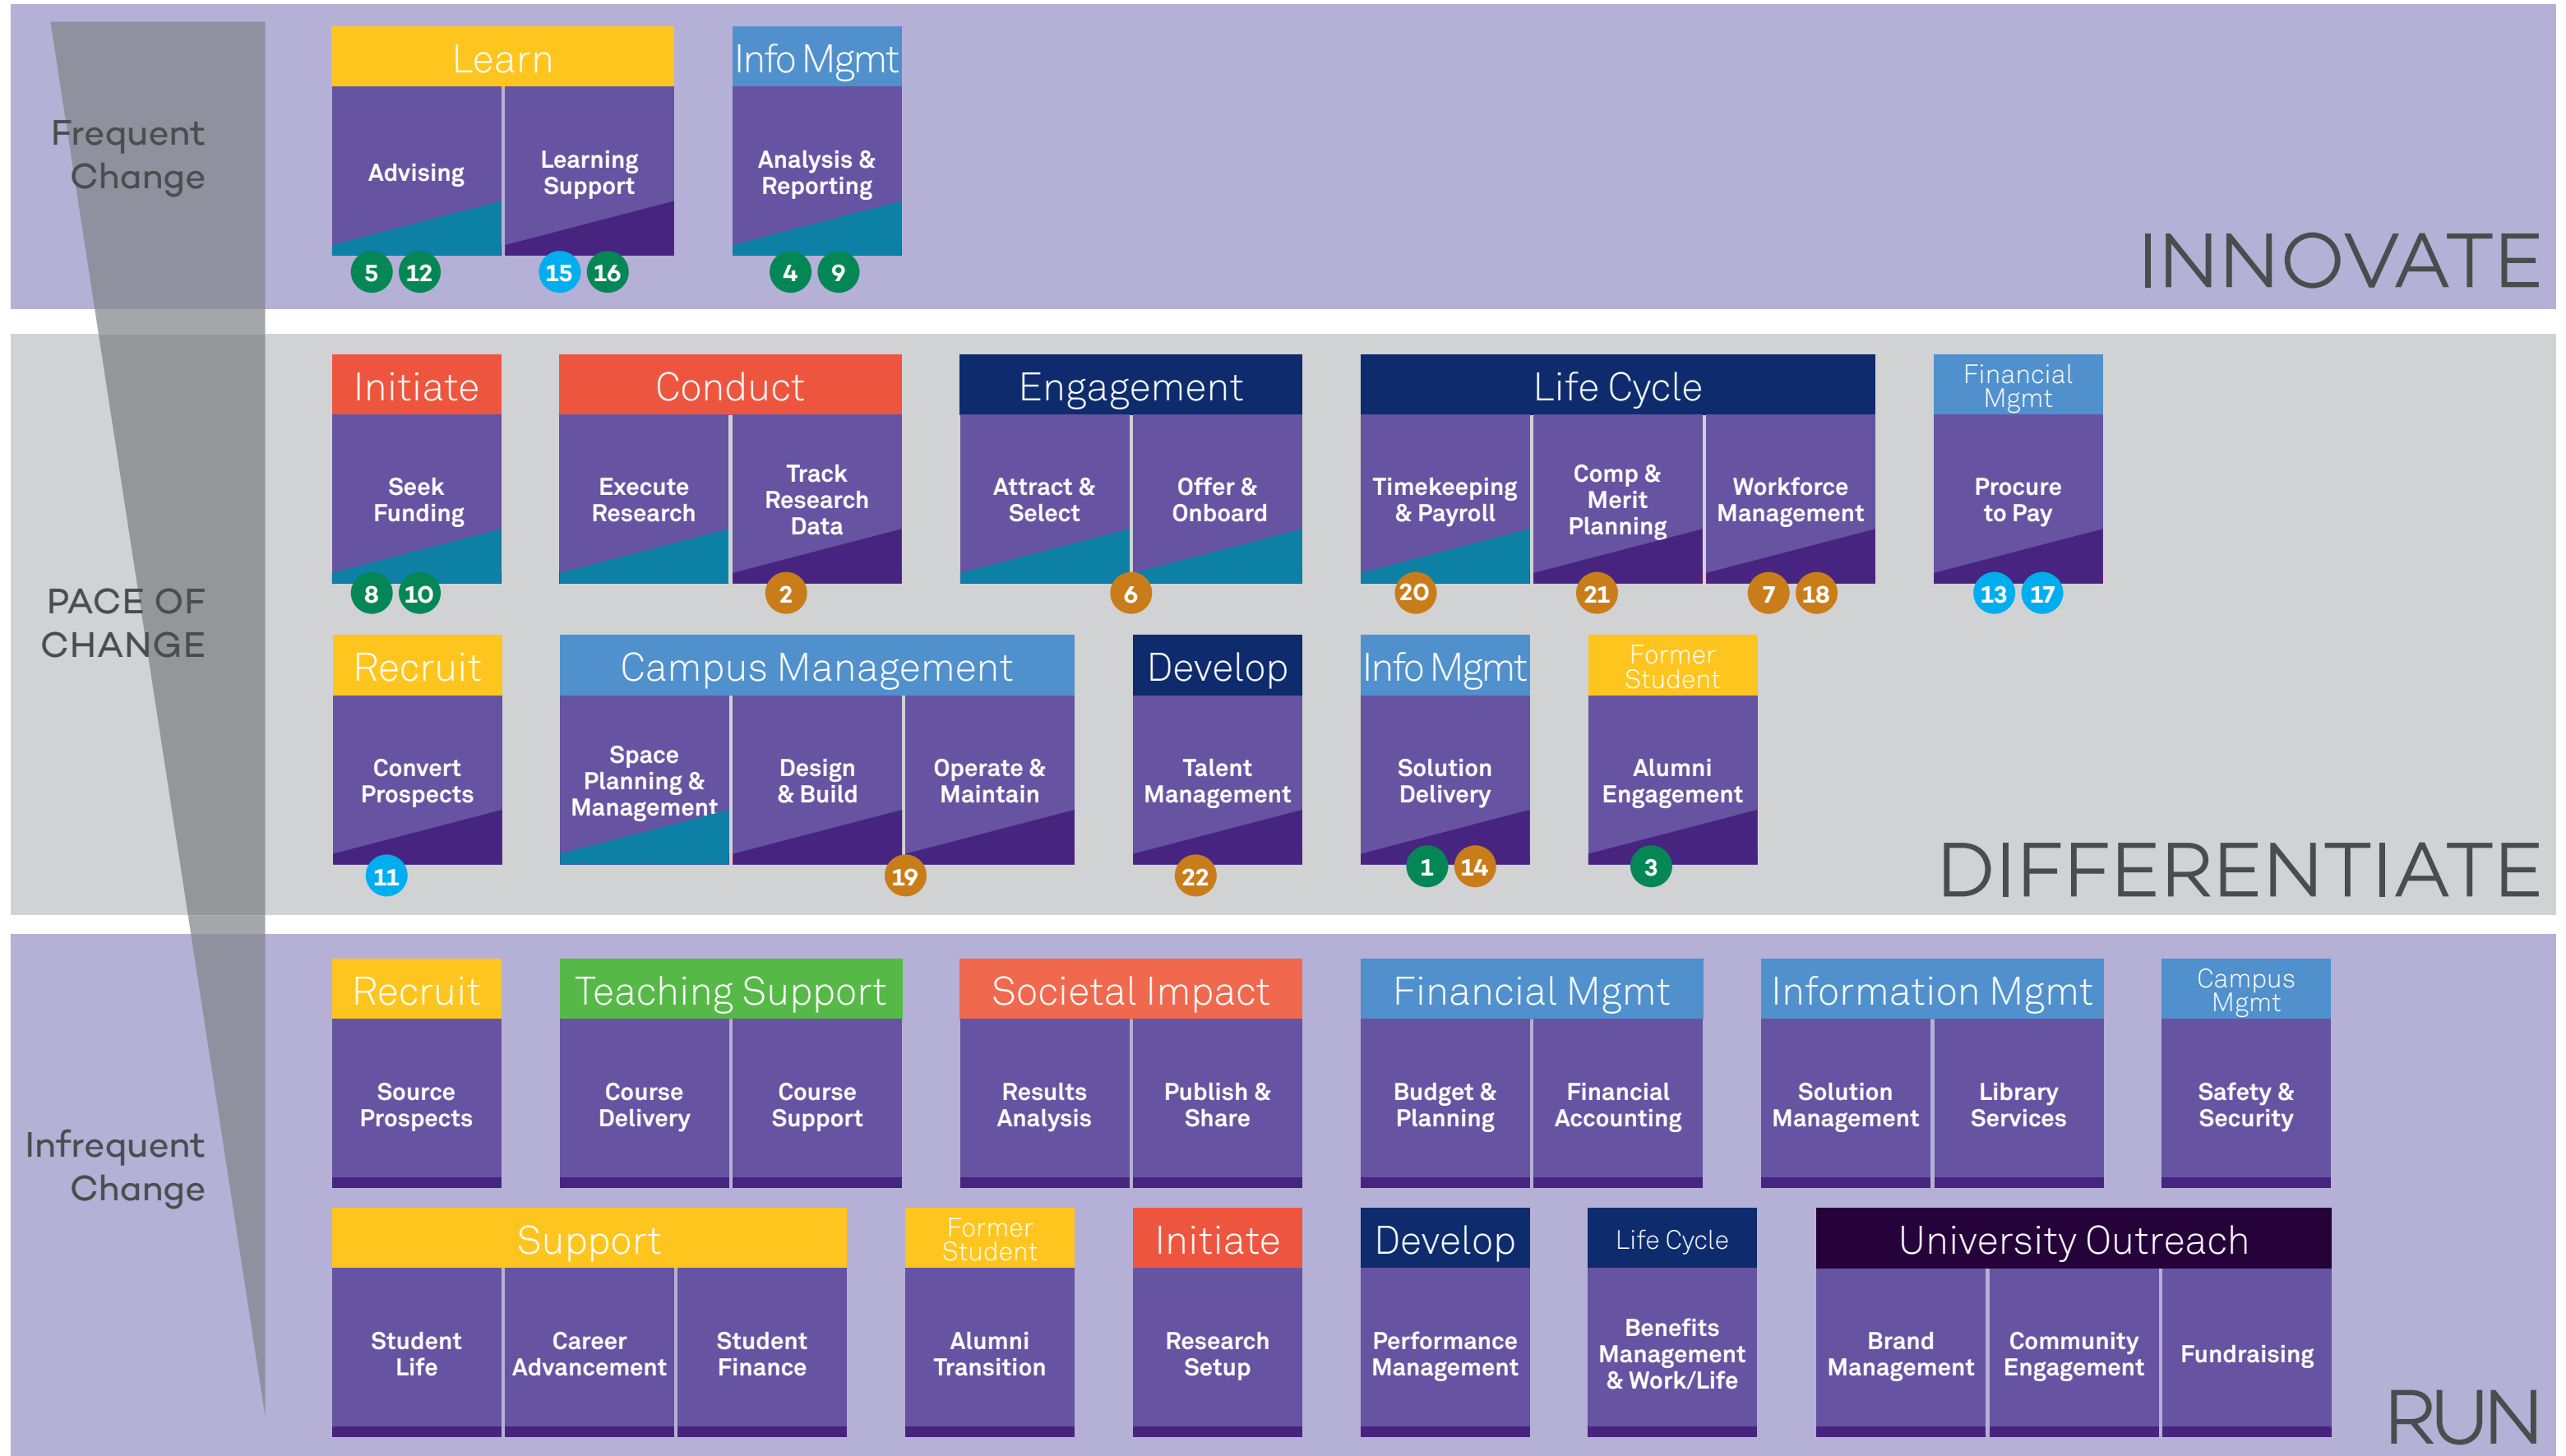 Frequent
Change
Learn
Info Mgmt
Advising
Learning
Support
Analysis &
Reporting
5 12
15 16
4 9
INNOVATE
PACE OF
CHANGE
Initiate
Conduct
Engagement
Life Cycle
Financial
Mgmt
Seek
Funding
Execute
Research
Track
Research
Data
Attract &
Select
Offer &
Onboard
Timekeeping
& Payroll
Comp &
Merit
Planning
Workforce
Management
Procure
to Pay
8 10
2
6
20
21
7 18
13 17
Recruit
Campus Management
Develop
Info Mgmt
Former
Student
Convert
Prospects
Space
Planning &
Management
Design
& Build
Operate &
Maintain
Talent
Management
Solution
Delivery
Alumni
Engagement
11
19
22
1 14
3
DIFFERENTIATE
Infrequent
Change
Recruit
Teaching Support
Societal Impact
Financial Mgmt
Information Mgmt
Campus
Mgmt
Source
Prospects
Course
Delivery
Course
Support
Results
Analysis
Publish &
Share
Budget &
Planning
Financial
Accounting
Solution
Management
Library
Services
Safety &
Security
Support
Former
Student
Initiate
Develop
Life Cycle
University Outreach
Student
Life
Career
Advancement
Student
Finance
Alumni
Transition
Research
Setup
Performance
Management
Benefits
Management
& Work/Life
Brand
Management
Community
Engagement
Fundraising
RUN